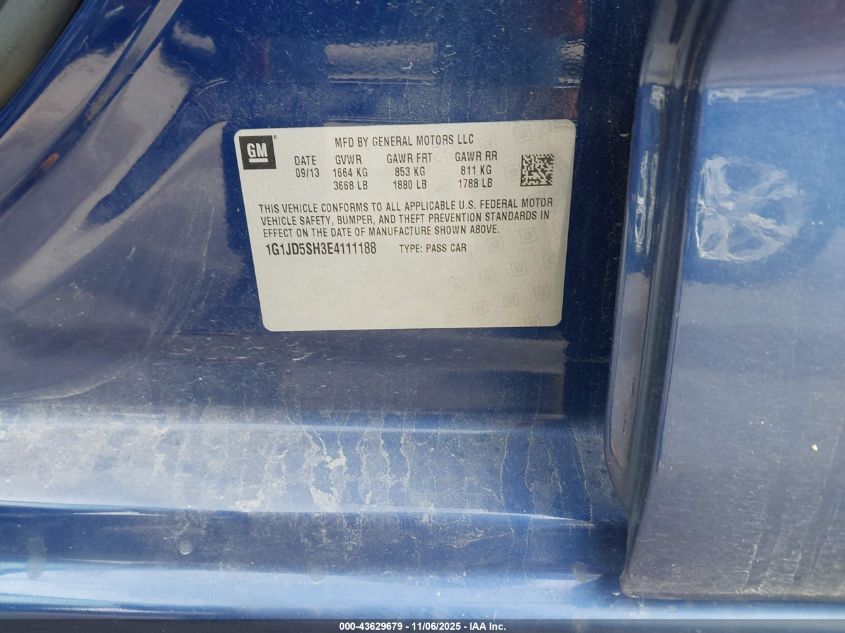 GM
MFD BY GENERAL MOTORS LLC
DATE GVWR GAWR FRT GAWR RR
09/13 1664 KG 853 KG 811 KG
3668 LB 1880 LB 1788 LB
THIS VEHICLE CONFORMS TO ALL APPLICABLE U.S. FEDERAL MOTOR
VEHICLE SAFETY, BUMPER, AND THEFT PREVENTION STANDARDS IN
EFFECT ON THE DATE OF MANUFACTURE SHOWN ABOVE.
1G1JD5SH3E4111188 TYPE: PASS CAR
000-43629679 - 11/06/2025 - IAA Inc.